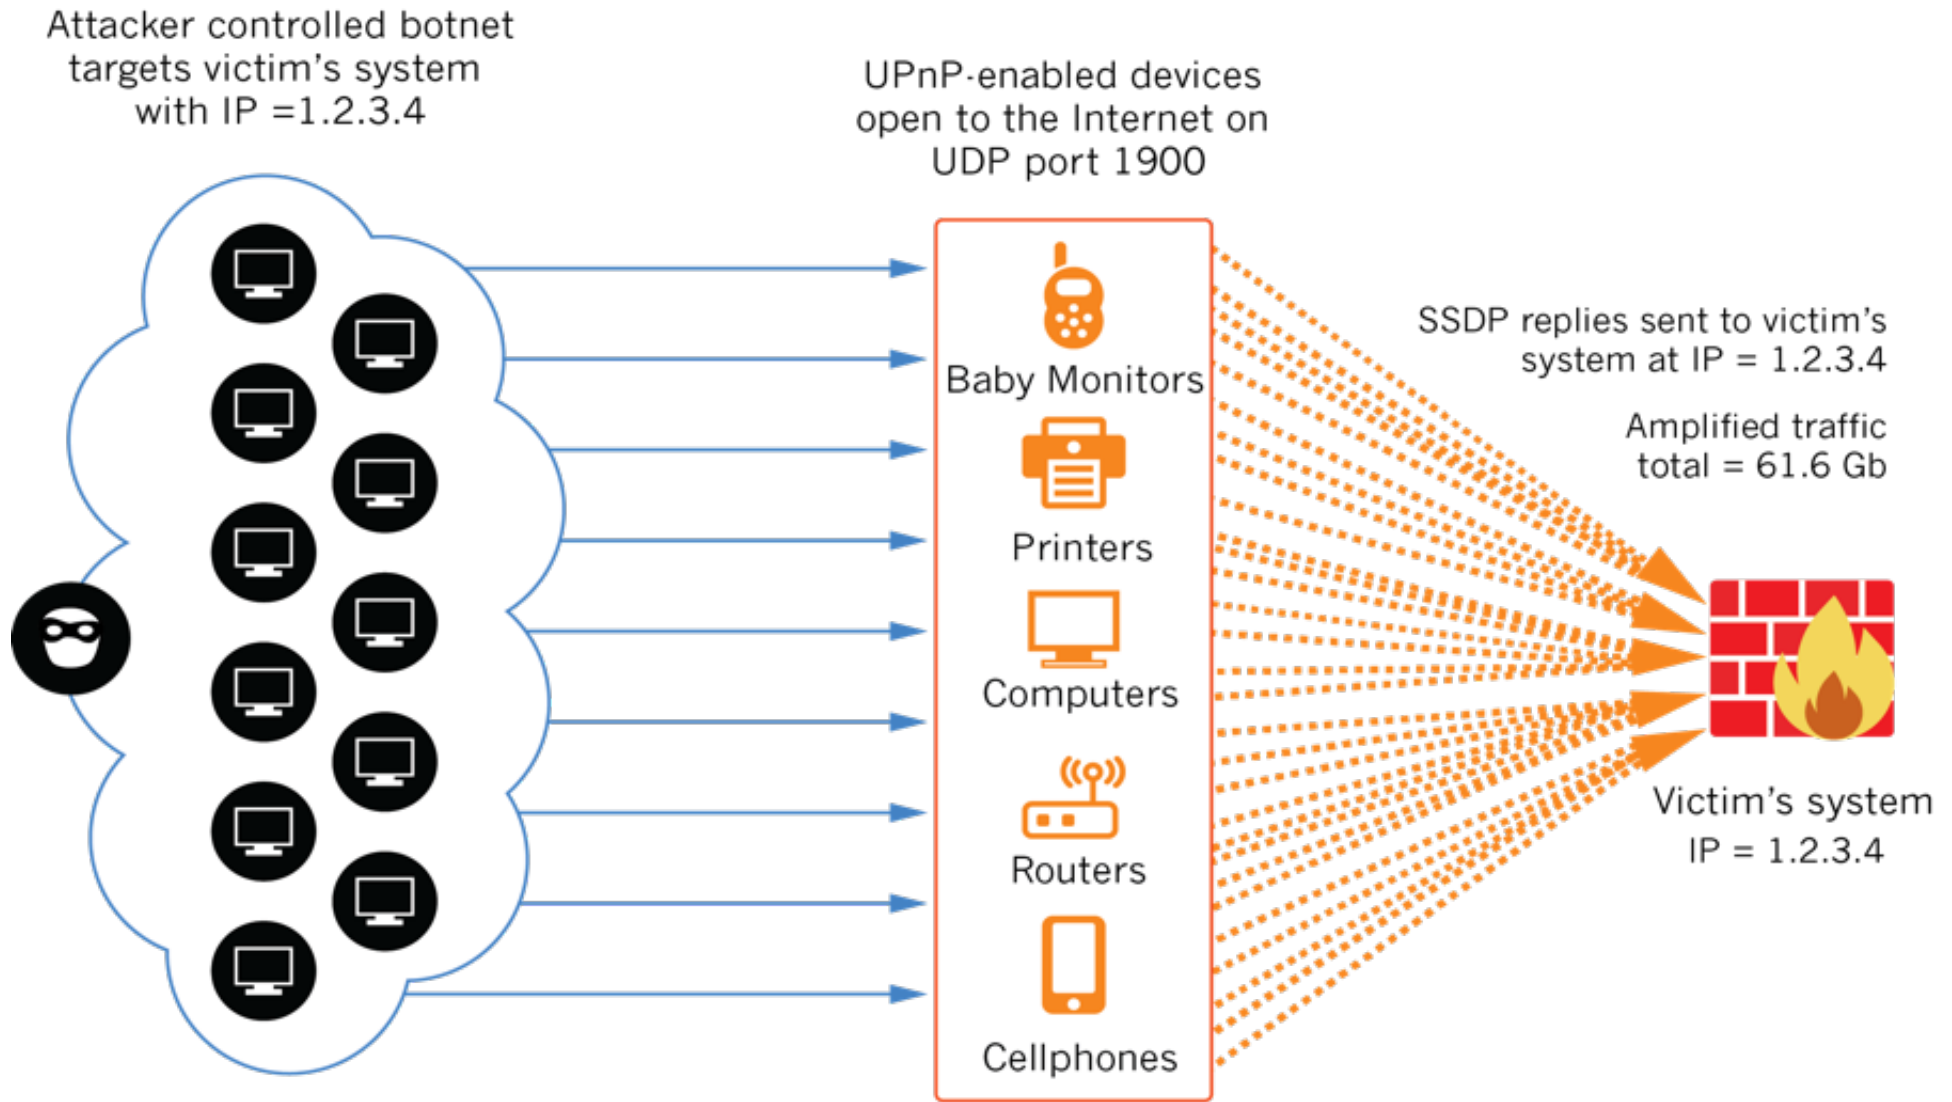 Attacker controlled botnet
targets victim's system
with IP =1.2.3.4
UPnP-enabled devices
open to the Internet on
UDP port 1900
Baby Monitors
Printers
Computers
Routers
Cellphones
SSDP replies sent to victim's
system at IP = 1.2.3.4
Amplified traffic
total = 61.6 Gb
Victim's system
IP = 1.2.3.4